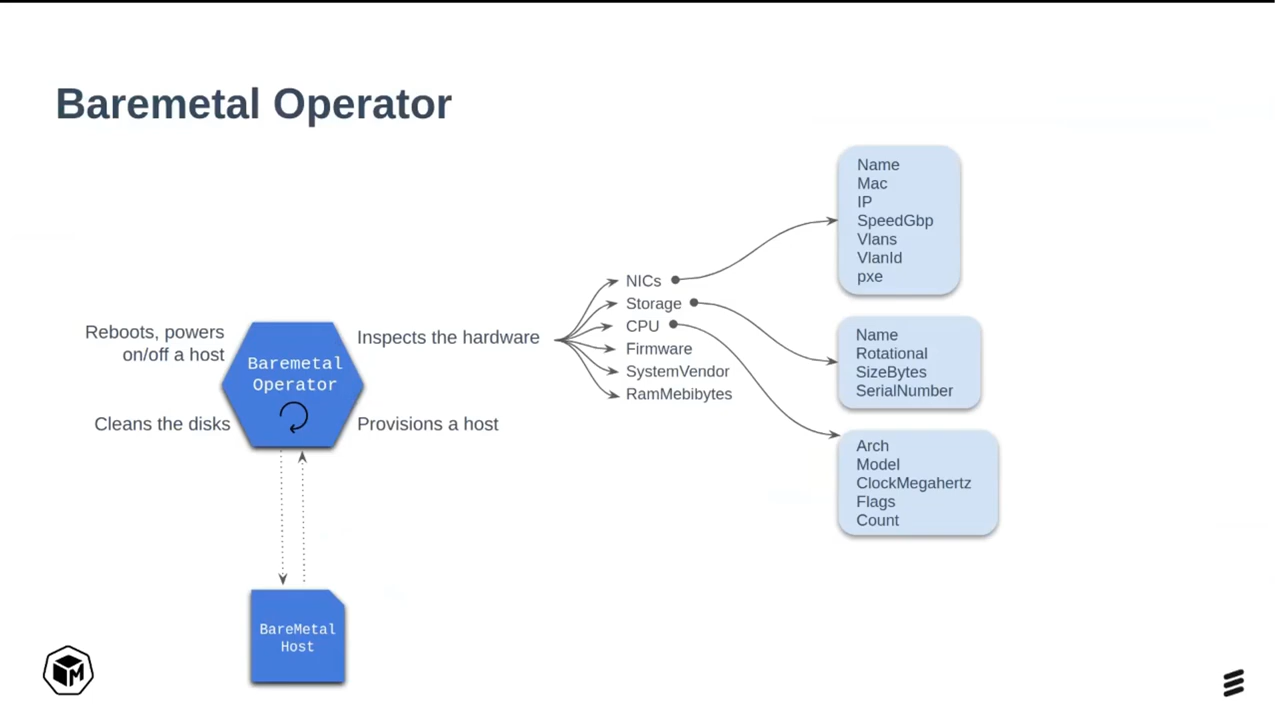 Baremetal Operator
Reboots, powers
on/off a host
Cleans the disks
Baremetal
Operator
Inspects the hardware
Provisions a host
NICs
Storage
CPU
Firmware
SystemVendor
RamMebibytes
Name
Mac
IP
SpeedGbp
Vlans
VlanId
pxe
Name
Rotational
SizeBytes
SerialNumber
Arch
Model
ClockMegahertz
Flags
Count
BareMetal
Host
M